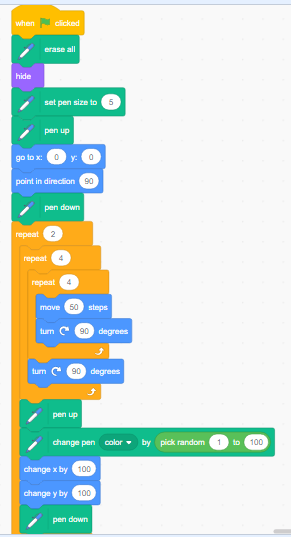 when clicked
erase all
hide
set pen size to 5
pen up
go to x: 0 y: 0
point in direction 90
pen down
repeat 2
repeat 4
repeat 4
move 50 steps
turn 90 degrees
turn 90 degrees
pen up
change pen color by pick random 1 to 100
change x by 100
change y by 100
pen down